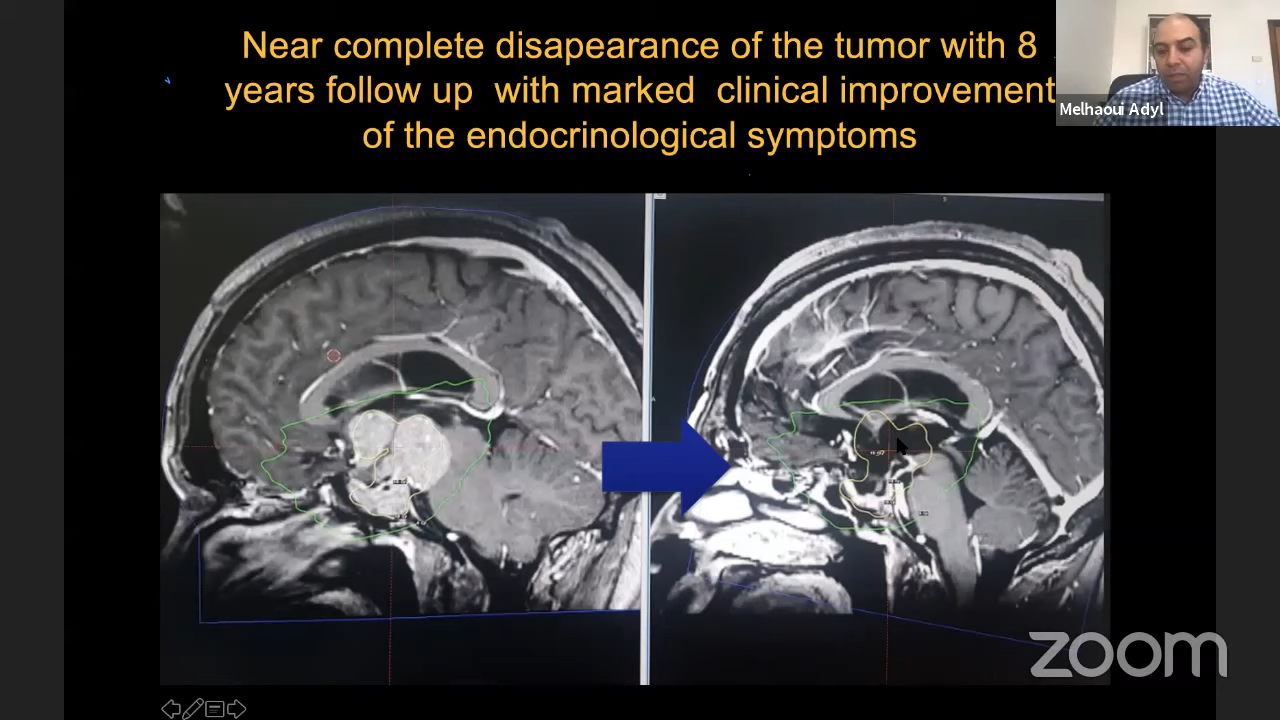 Near complete disapearance of the tumor with 8
years follow up with marked clinical improvement
of the endocrinological symptoms
Melhaoui Adyl
zoom